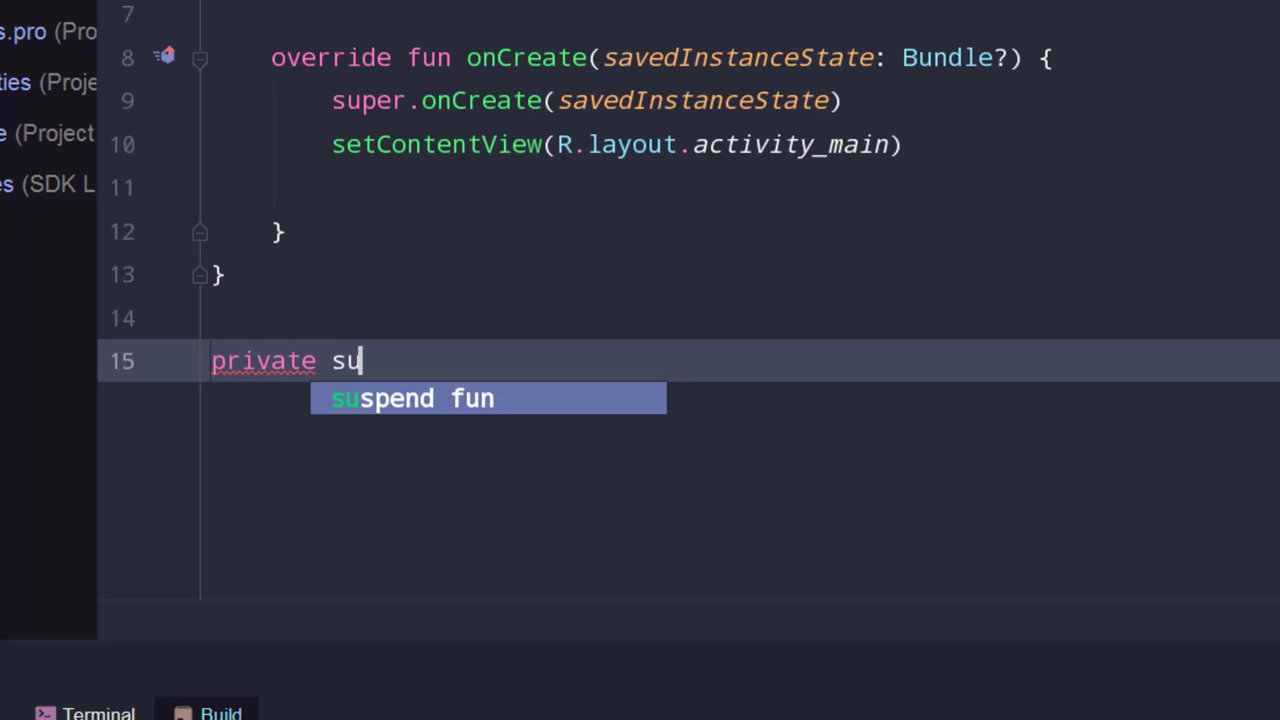 s.pro (Pro
ties (Proje
e (Project
es (SDK L
7
8 override fun onCreate(savedInstanceState: Bundle?) {
9 super.onCreate(savedInstanceState)
10 setContentView(R.layout.activity_main)
11
12 }
13 }
14
15 private su
suspend fun
Terminal Build